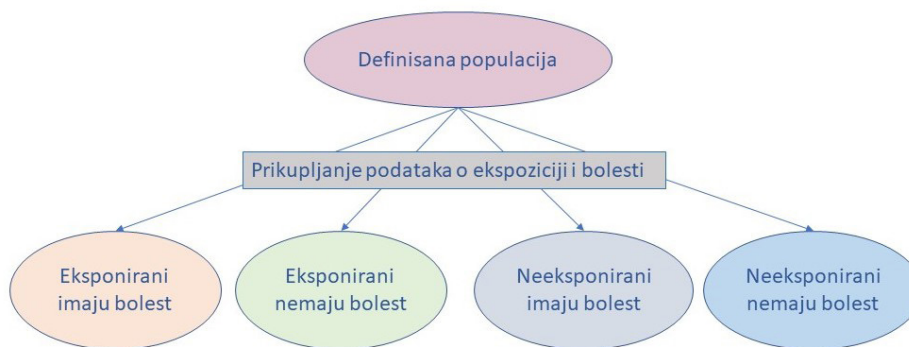 Definisana populacija
Prikupljanje podataka o ekspoziciji i bolesti
Eksponirani
imaju bolest
Eksponirani
nemaju bolest
Neeksponirani
imaju bolest
Neeksponirani
nemaju bolest